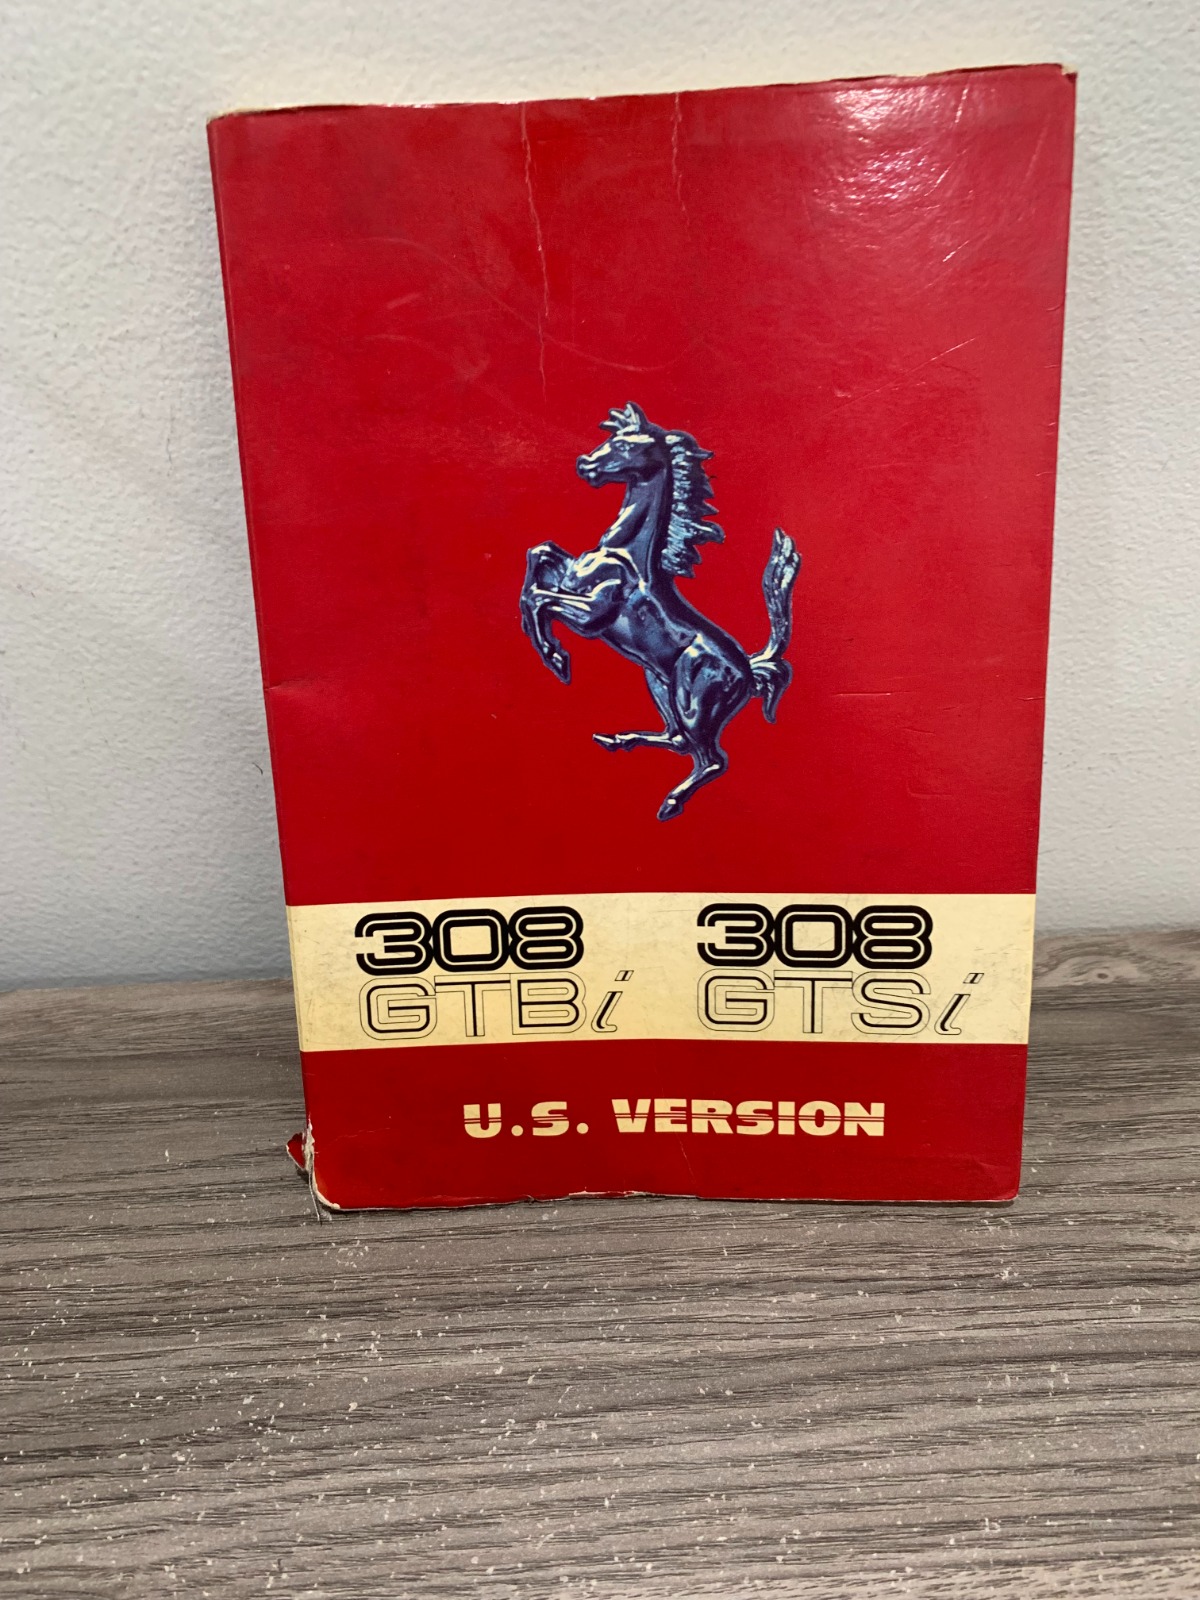 308 308
GTBi GTSi
U.S. VERSION